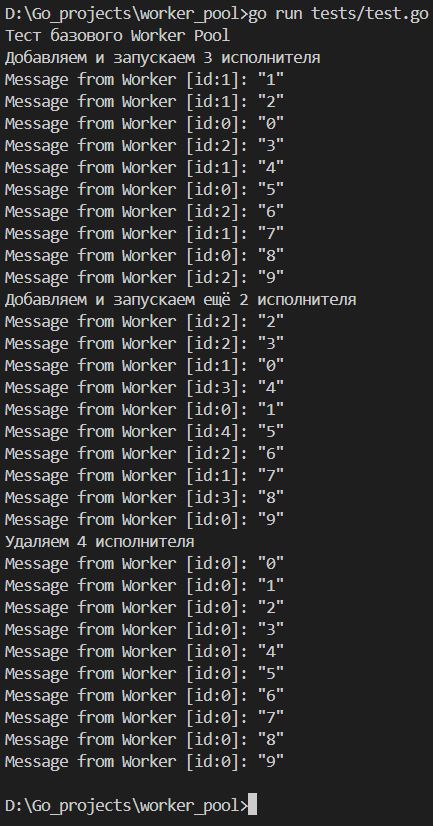 D:\Go_projects\worker_pool>go run tests/test.go
Тест базового Worker Pool
Добавляем и запускаем 3 исполнителя
Message from Worker [id:1]: "1"
Message from Worker [id:1]: "2"
Message from Worker [id:0]: "0"
Message from Worker [id:2]: "3"
Message from Worker [id:1]: "4"
Message from Worker [id:0]: "5"
Message from Worker [id:2]: "6"
Message from Worker [id:1]: "7"
Message from Worker [id:0]: "8"
Message from Worker [id:2]: "9"
Добавляем и запускаем ещё 2 исполнителя
Message from Worker [id:2]: "2"
Message from Worker [id:2]: "3"
Message from Worker [id:1]: "0"
Message from Worker [id:3]: "4"
Message from Worker [id:0]: "1"
Message from Worker [id:4]: "5"
Message from Worker [id:2]: "6"
Message from Worker [id:1]: "7"
Message from Worker [id:3]: "8"
Message from Worker [id:0]: "9"
Удаляем 4 исполнителя
Message from Worker [id:0]: "0"
Message from Worker [id:0]: "1"
Message from Worker [id:0]: "2"
Message from Worker [id:0]: "3"
Message from Worker [id:0]: "4"
Message from Worker [id:0]: "5"
Message from Worker [id:0]: "6"
Message from Worker [id:0]: "7"
Message from Worker [id:0]: "8"
Message from Worker [id:0]: "9"
D:\Go_projects\worker_pool>